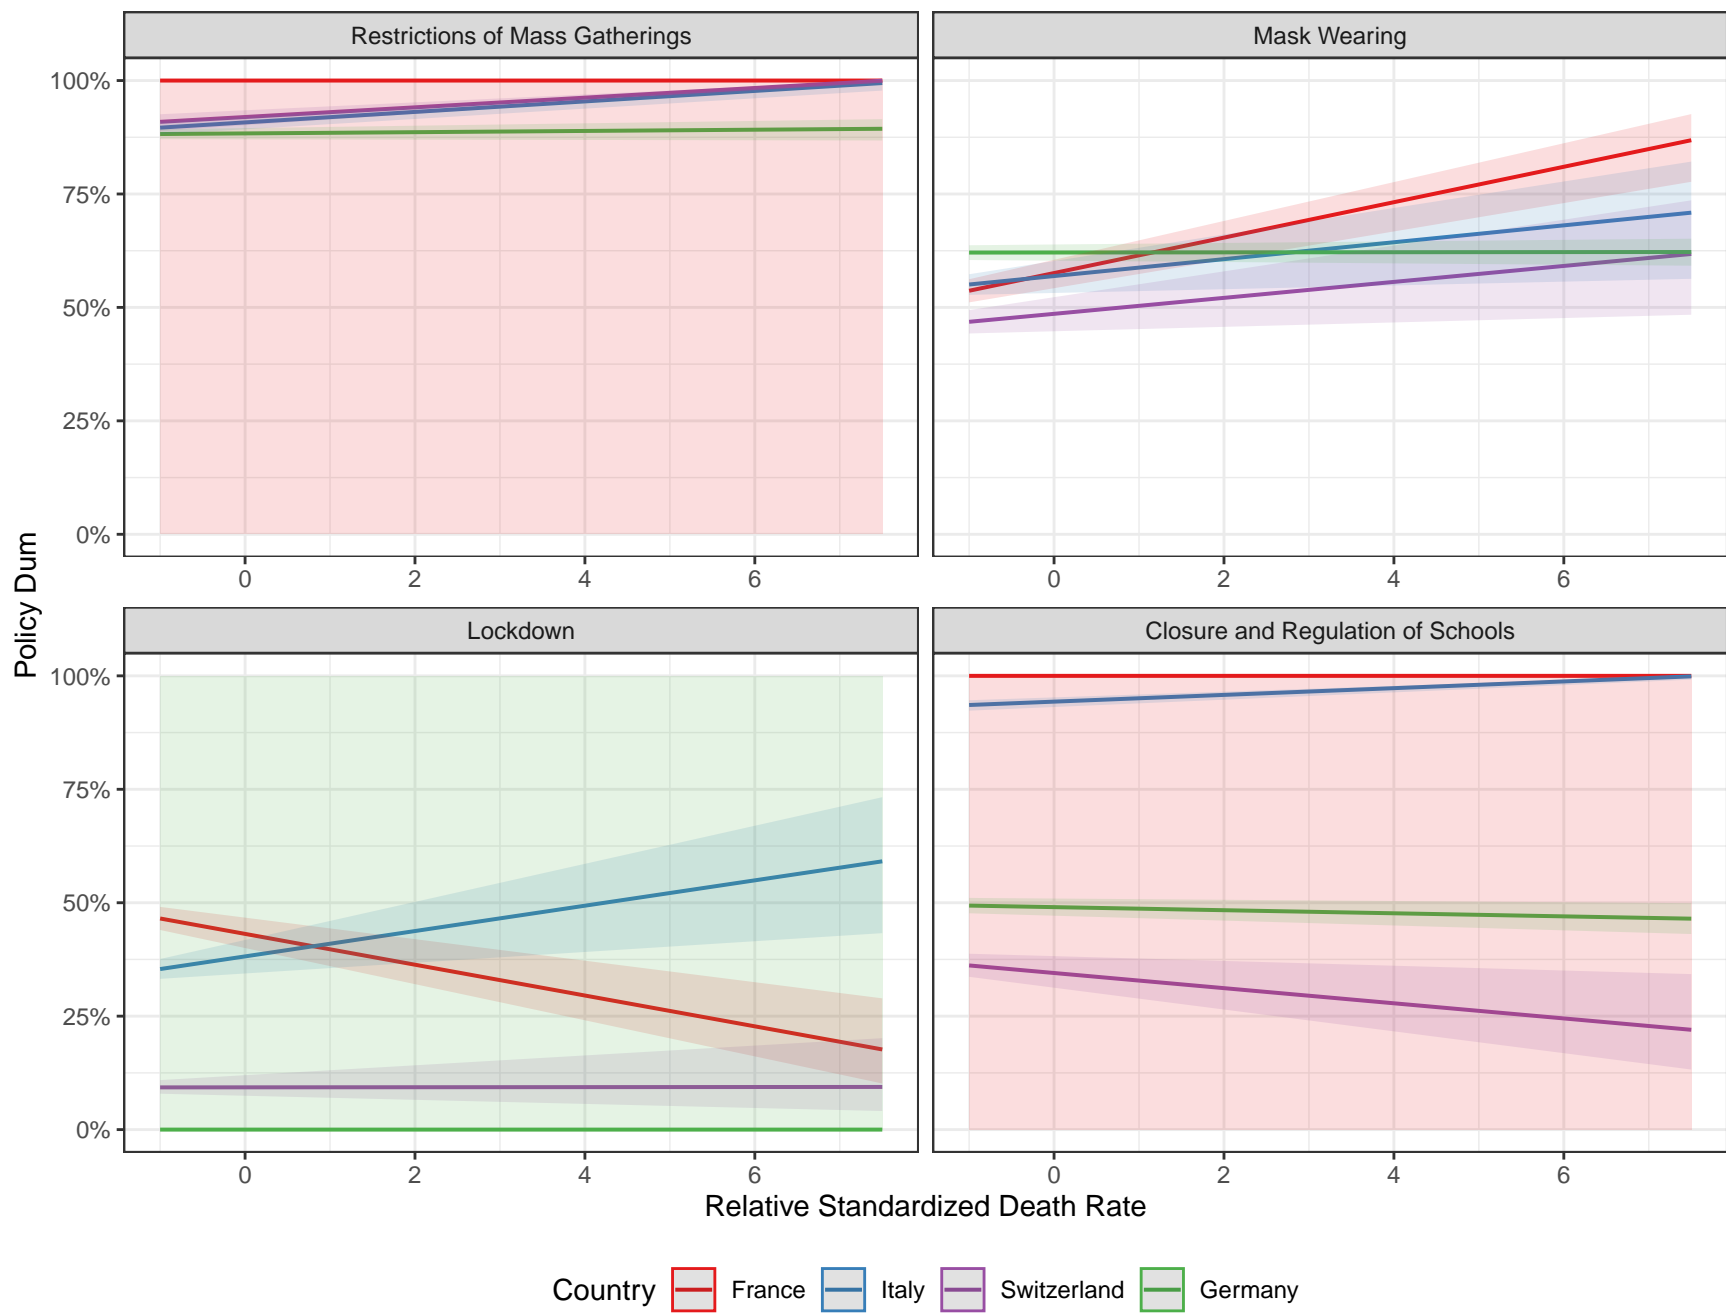 Restrictions of Mass Gatherings
Mask Wearing
100%
75%
50%
25%
0%
0 2 4 6
0 2 4 6
Policy Dum
Lockdown
Closure and Regulation of Schools
100%
75%
50%
25%
0%
0 2 4 6
0 2 4 6
Relative Standardized Death Rate
Country France Italy Switzerland Germany